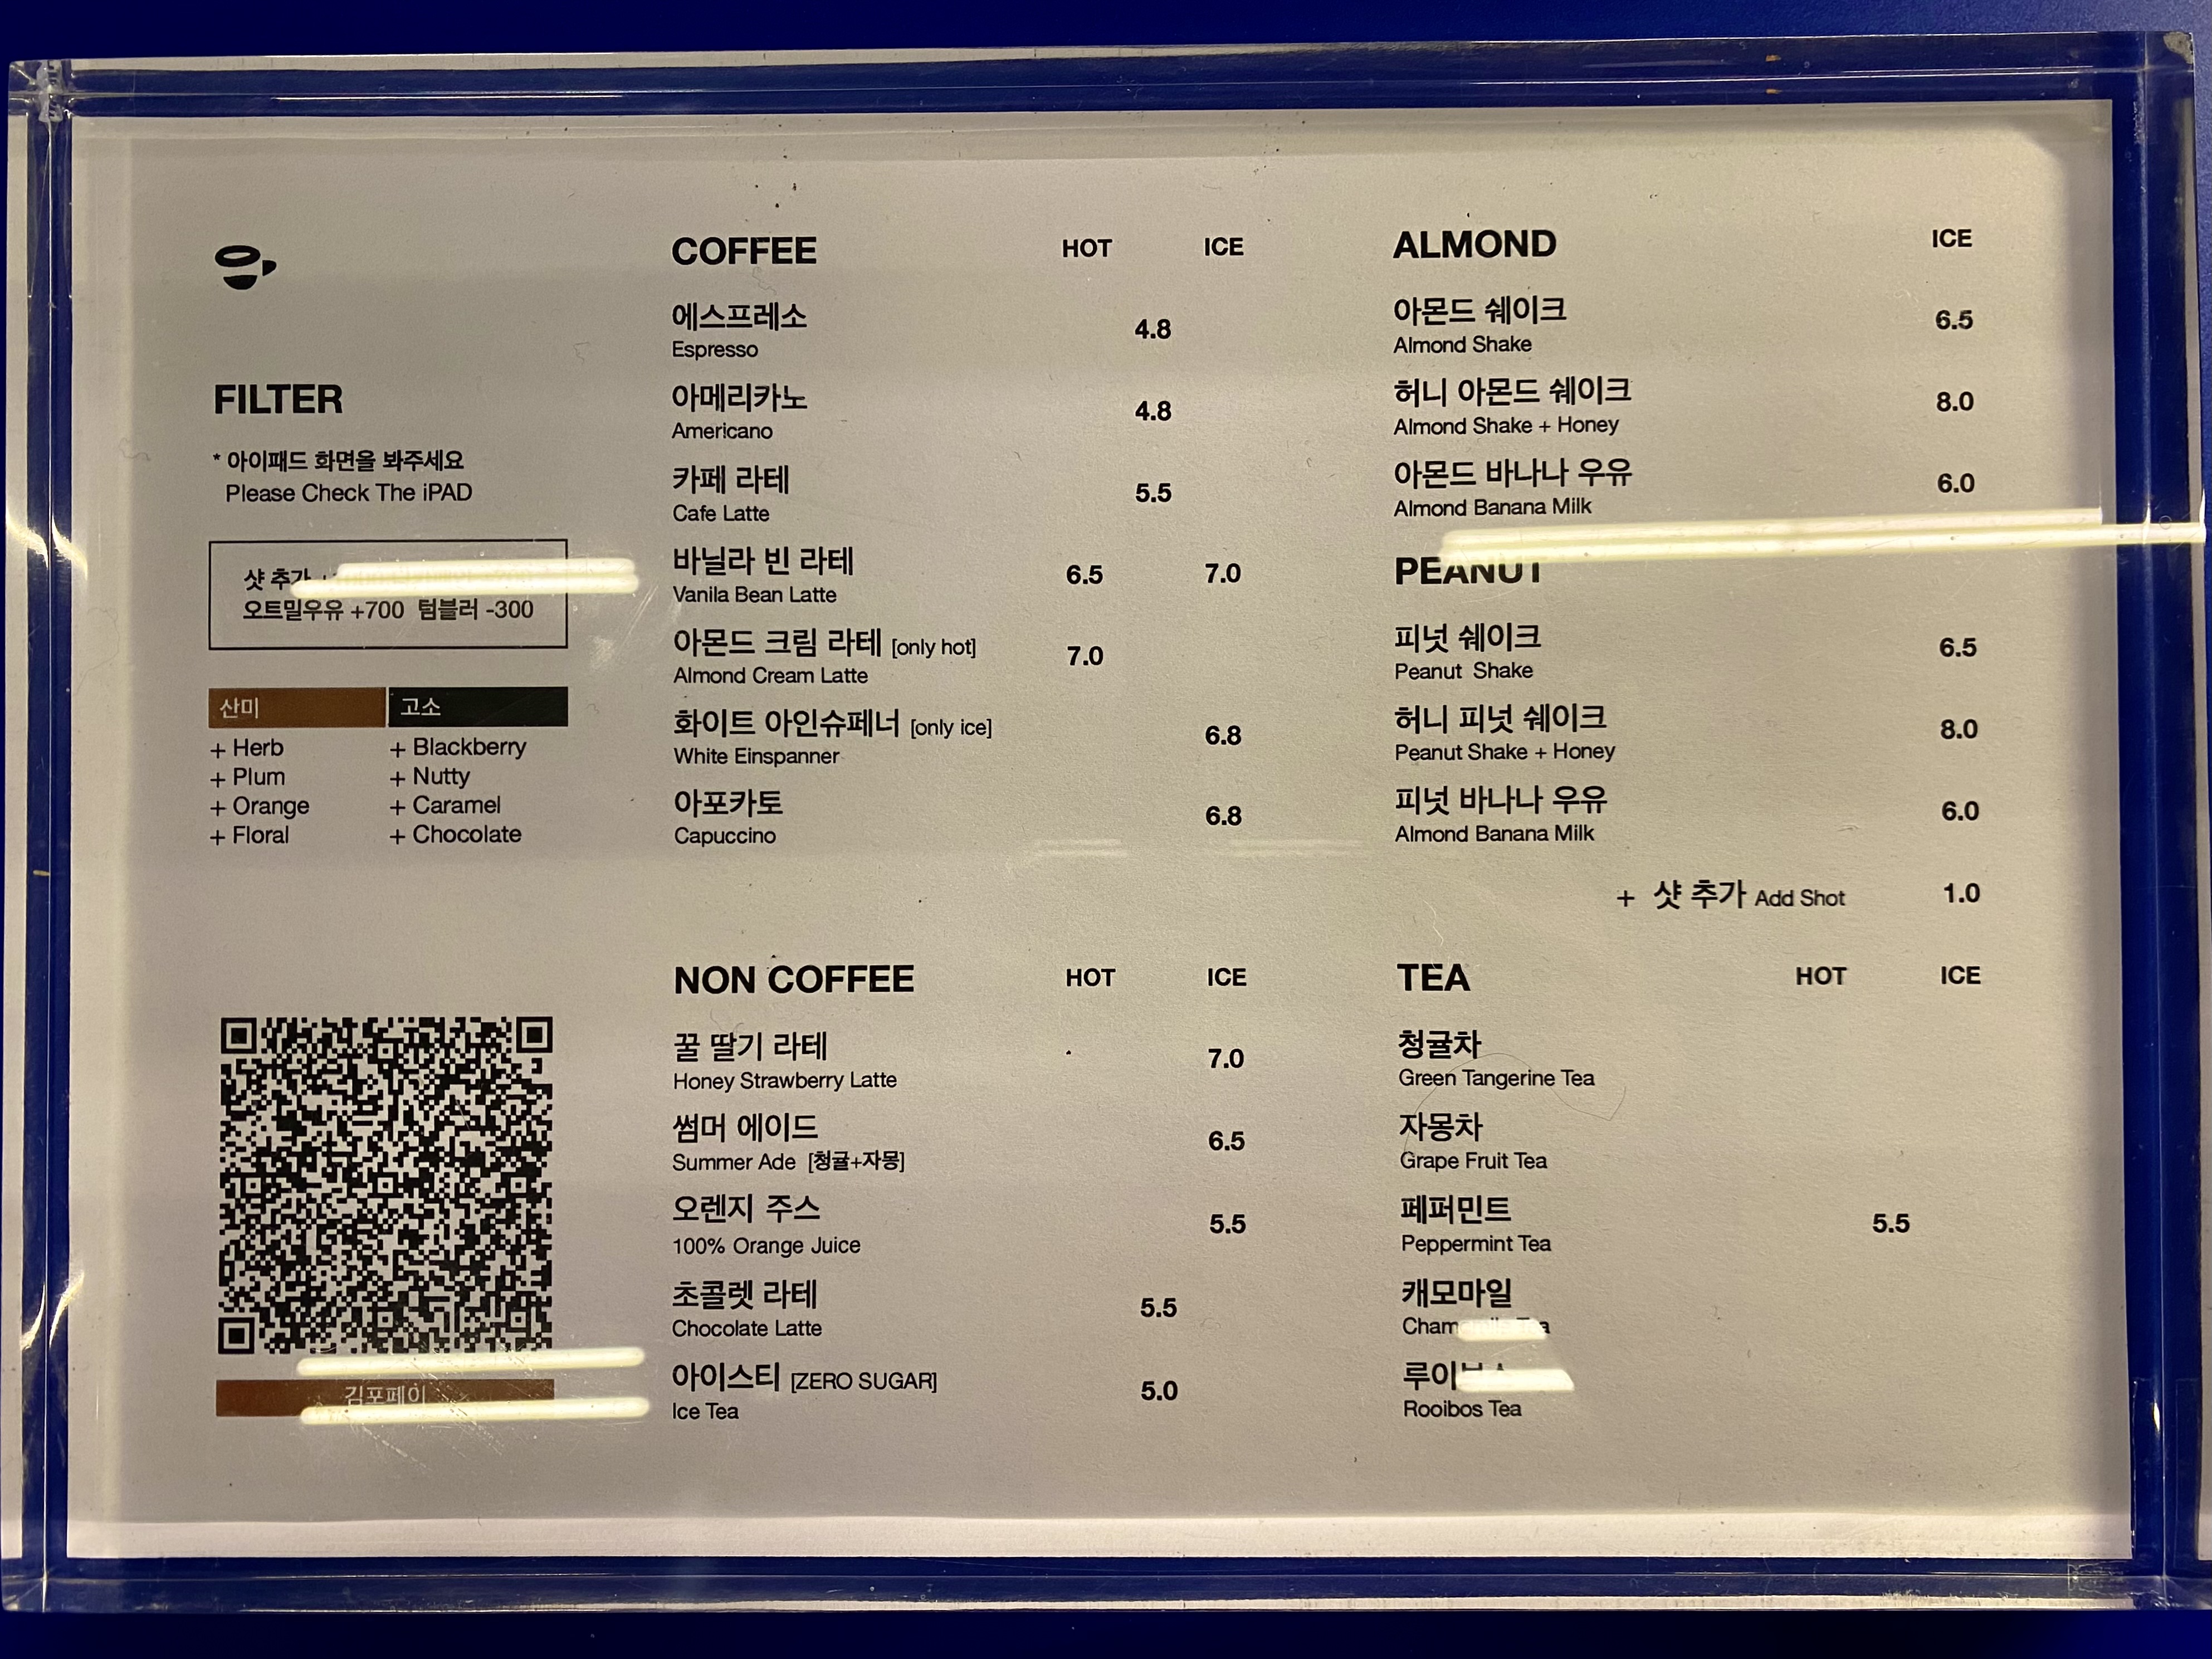 FILTER
* 아이패드 화면을 봐주세요
Please Check The iPAD
샷 추가
오트밀우유 +700 텀블러 -300
산미 고소
+ Herb + Blackberry
+ Plum + Nutty
+ Orange + Caramel
+ Floral + Chocolate
김포페이
COFFEE HOT ICE
에스프레소 4.8
Espresso
아메리카노 4.8
Americano
카페 라테 5.5
Cafe Latte
바닐라 빈 라테 6.5 7.0
Vanila Bean Latte
아몬드 크림 라테 [only hot] 7.0
Almond Cream Latte
화이트 아인슈페너 [only ice] 6.8
White Einspanner
아포카토 6.8
Capuccino
NON COFFEE HOT ICE
꿀 딸기 라테 7.0
Honey Strawberry Latte
썸머 에이드 6.5
Summer Ade [청귤+자몽]
오렌지 주스 5.5
100% Orange Juice
초콜렛 라테 5.5
Chocolate Latte
아이스티 [ZERO SUGAR] 5.0
Ice Tea
ALMOND ICE
아몬드 쉐이크 6.5
Almond Shake
허니 아몬드 쉐이크 8.0
Almond Shake + Honey
아몬드 바나나 우유 6.0
Almond Banana Milk
PEANUT
피넛 쉐이크 6.5
Peanut Shake
허니 피넛 쉐이크 8.0
Peanut Shake + Honey
피넛 바나나 우유 6.0
Almond Banana Milk
+ 샷 추가 Add Shot 1.0
TEA HOT ICE
청귤차
Green Tangerine Tea
자몽차
Grape Fruit Tea
페퍼민트 5.5
Peppermint Tea
캐모마일
Rooibos Tea